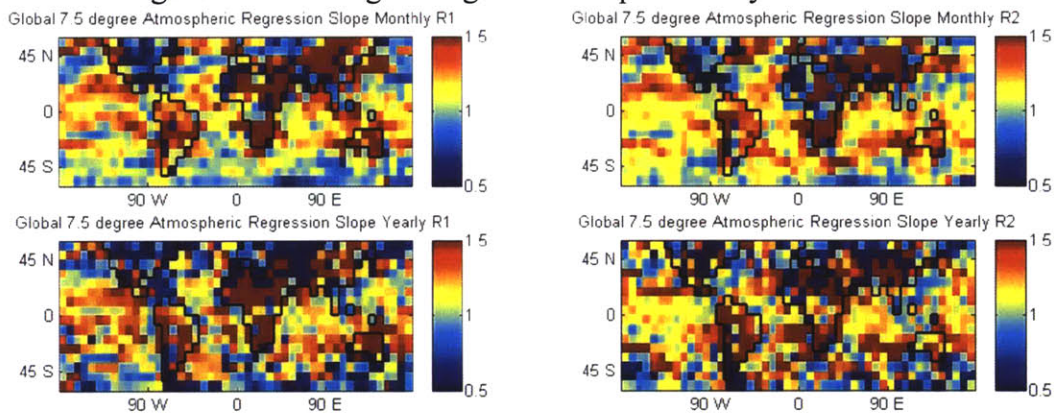 Global 7.5 degree Atmospheric Regression Slope Monthly R1
45 N
0
45 S
90 W 0 90 E
1 5
1
0.5
Global 7.5 degree Atmospheric Regression Slope Monthly R2
45 N
0
45 S
90 W 0 90 E
1 5
1
0.5
Global 7.5 degree Atmospheric Regression Slope Yearly R1
45 N
0
45 S
90 W 0 90 E
1 5
1
0.5
Global 7.5 degree Atmospheric Regression Slope Yearly R2
45 N
0
45 S
90 W 0 90 E
1 5
1
0.5